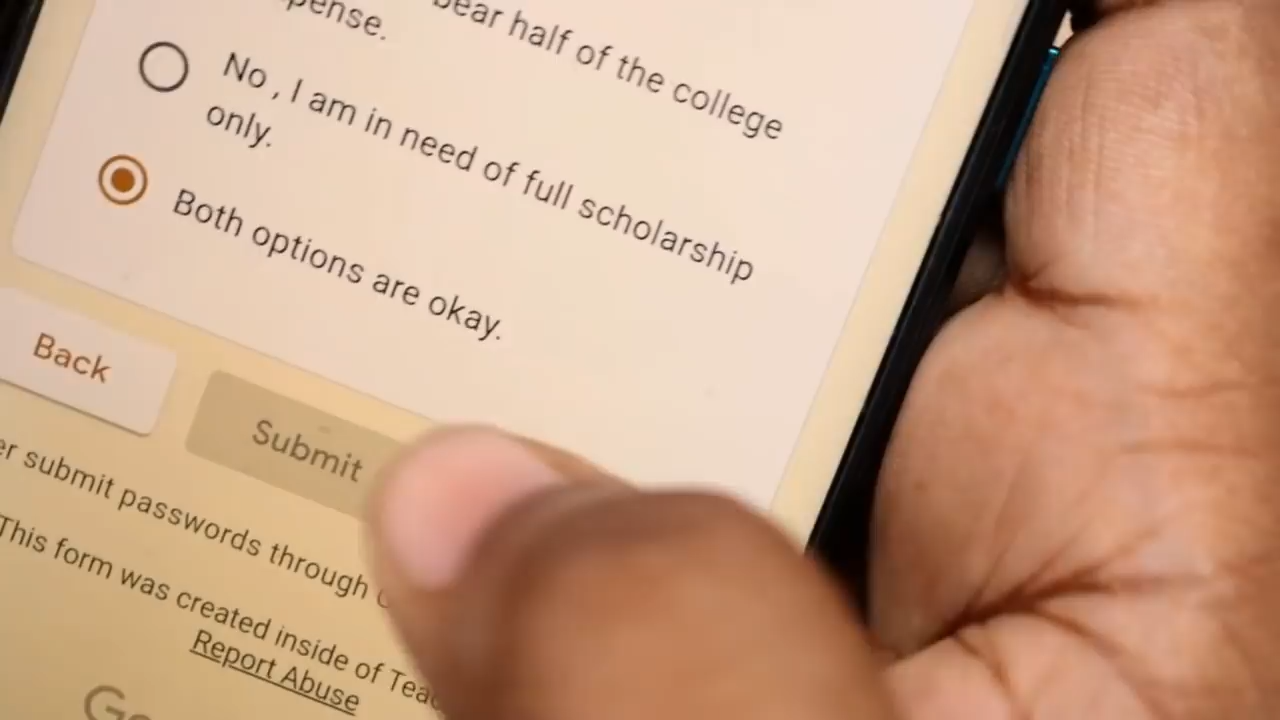 bear half of the college
No , I am in need of full scholarship
only.
Both options are okay.
Back
Submit
submit passwords through
This form was created inside of
Report Abuse